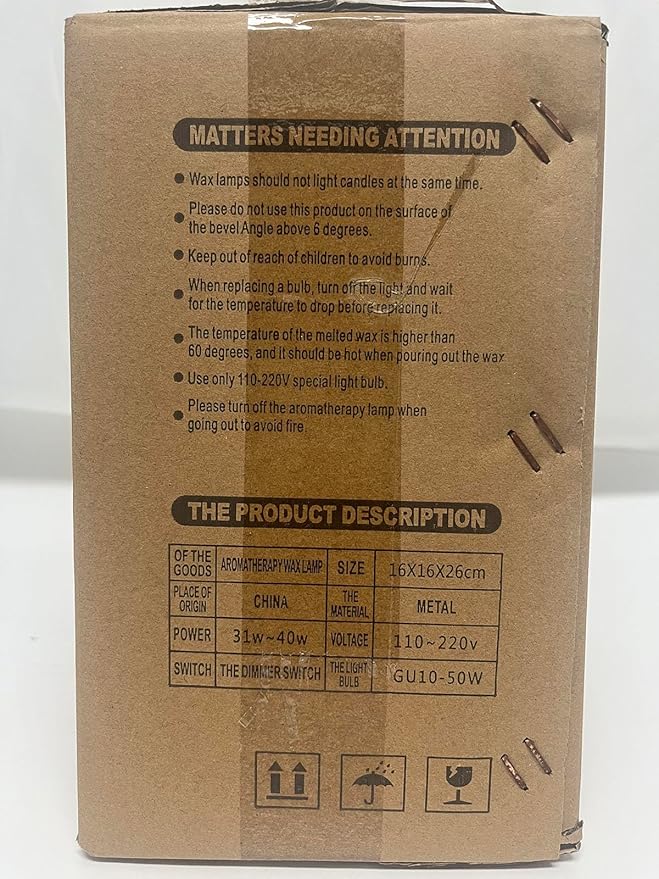 MATTERS NEEDING ATTENTION
Wax lamps should not light candles at the same time.
Please do not use this product on the surface of
the bevel Angle above 6 degrees.
Keep out of reach of children to avoid burns.
When replacing a bulb, turn off the light and wait
for the temperature to drop before replacing it.
The temperature of the melted wax is higher than
60 degrees, and it should be hot when pouring out the wax
Use only 110-220V special light bulb.
Please turn off the aromatherapy lamp when
going out to avoid fire.
THE PRODUCT DESCRIPTION
OF THE GOODS AROMATHERAPY WAX LAMP SIZE 16X16X26cm
PLACE OF ORIGIN CHINA THE MATERIAL METAL
POWER 31w~40w VOLTAGE 110~220v
SWITCH THE DIMMER SWITCH THE LIGHT BULB GU10-50W